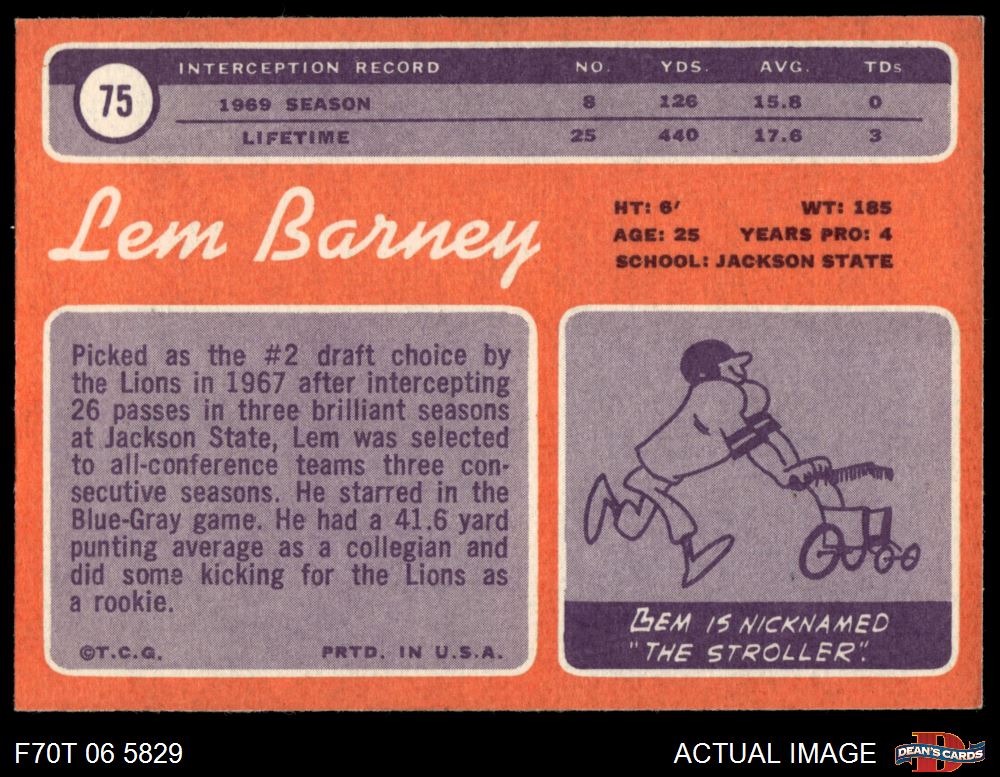 75
INTERCEPTION RECORD NO. YDS. AVG. TDs
1969 SEASON 8 126 15.8 0
LIFETIME 25 440 17.6 3
Lem Barney
HT: 6' WT: 185
AGE: 25 YEARS PRO: 4
SCHOOL: JACKSON STATE
Picked as the #2 draft choice by
the Lions in 1967 after intercepting
26 passes in three brilliant seasons
at Jackson State, Lem was selected
to all-conference teams three con-
secutive seasons. He starred in the
Blue-Gray game. He had a 41.6 yard
punting average as a collegian and
did some kicking for the Lions as
a rookie.
©T.C.G. PRTD. IN U.S.A.
LEM IS NICKNAMED
"THE STROLLER".
F70T 06 5829
ACTUAL IMAGE
D
DEAN'S CARDS